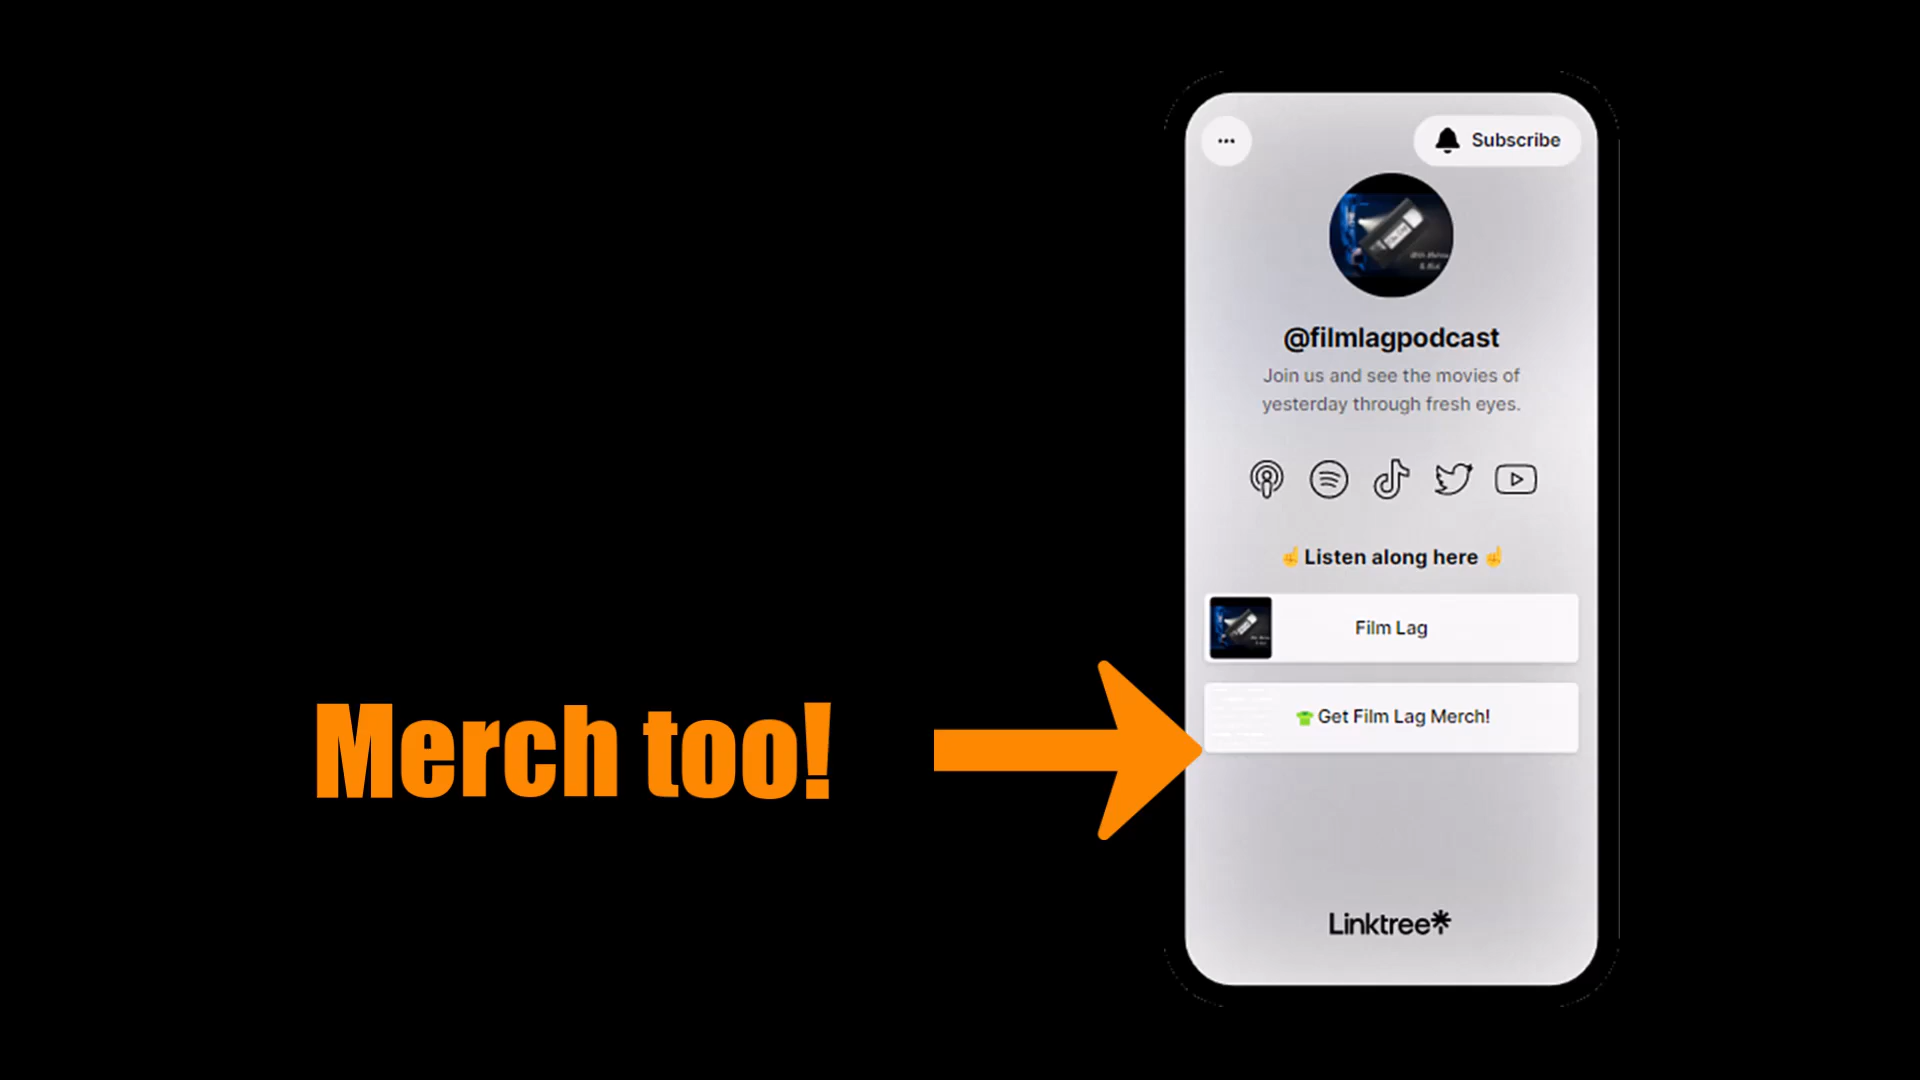 Subscribe
@filmlagpodcast
Join us and see the movies of
yesterday through fresh eyes.
☝Listen along here☝
Film Lag
👕Get Film Lag Merch!
Merch too!
Linktree